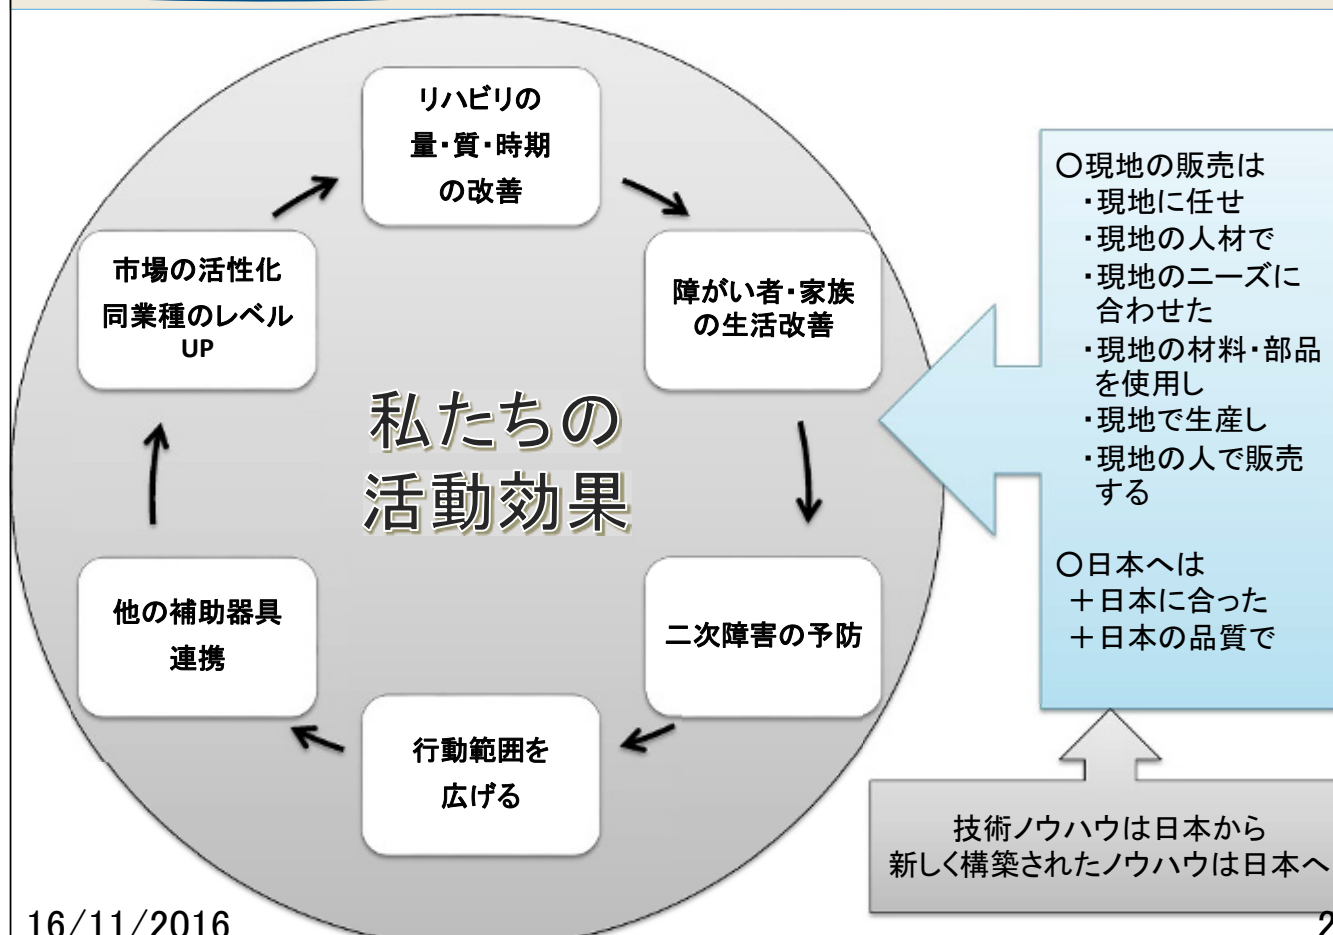 リハビリの
量・質・時期
の改善
障がい者・家族
の生活改善
二次障害の予防
行動範囲を
広げる
他の補助器具
連携
市場の活性化
同業種のレベル
UP
私たちの
活動効果
○現地の販売は
・現地に任せ
・現地の人材で
・現地のニーズに
合わせた
・現地の材料・部品
を使用し
・現地で生産し
・現地の人で販売
する
○日本へは
＋日本に合った
＋日本の品質で
技術ノウハウは日本から
新しく構築されたノウハウは日本へ
16/11/2016
2